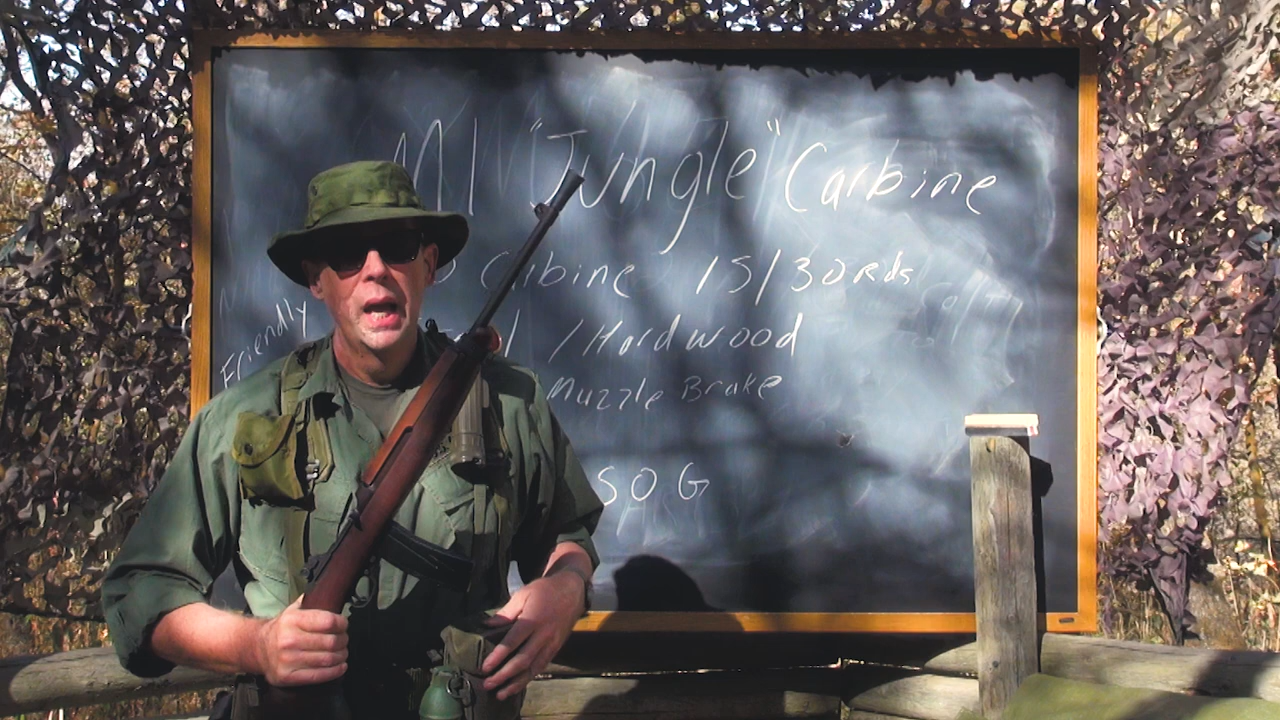 M1 "Jungle" Carbine
Carbine 15/30rds
Friendly
/Hardwood
Muzzle Brake
SOG